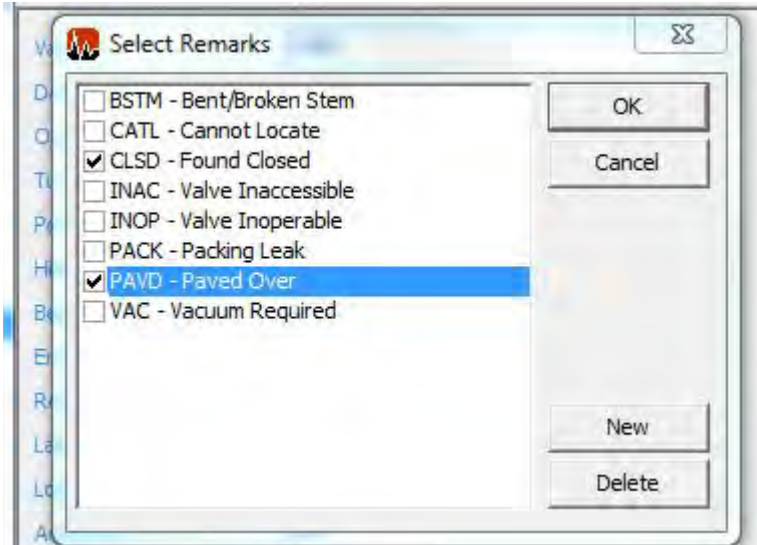 Select Remarks
BSTM - Bent/Broken Stem
CATL - Cannot Locate
CLSD - Found Closed
INAC - Valve Inaccessible
INOP - Valve Inoperable
PACK - Packing Leak
PAVD - Paved Over
VAC - Vacuum Required
OK
Cancel
New
Delete